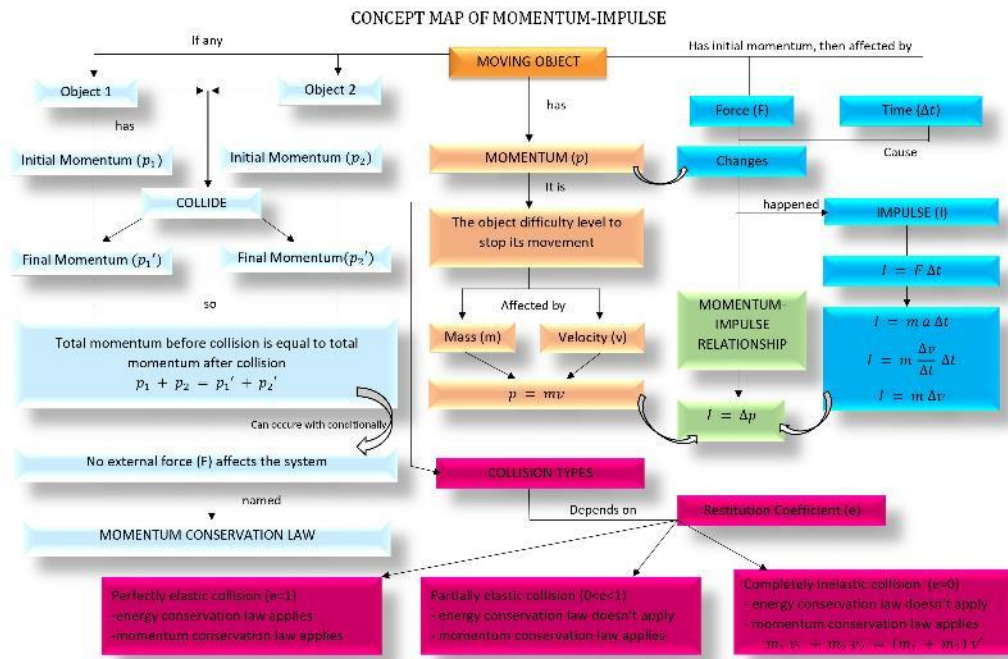 CONCEPT MAP OF MOMENTUM-IMPULSE
If any
MOVING OBJECT
Has initial momentum, then affected by
Object 1
Object 2
has
has
Force (F)
Time (Δt)
Initial Momentum (p₁)
Initial Momentum (p₂)
MOMENTUM (p)
Changes
Cause
COLLIDE
It is
happened
IMPULSE (I)
The object difficulty level to
stop its movement
Final Momentum (p₁')
Final Momentum(p₂')
I = F Δt
so
Affected by
MOMENTUM-
IMPULSE
RELATIONSHIP
I = m a Δt
I = m Δv/Δt Δt
I = m Δv
Total momentum before collision is equal to total
momentum after collision
p₁ + p₂ = p₁' + p₂'
Mass (m)
Velocity (v)
p = mv
I = Δp
Can occure with conditionally
No external force (F) affects the system
COLLISION TYPES
named
Depends on
Restitution Coefficient (e)
MOMENTUM CONSERVATION LAW
Perfectly elastic collision (e=1)
-energy conservation law applies
-momentum conservation law applies
Partially elastic collision (0<e<1)
- energy conservation law doesn't apply
- momentum conservation law applies
Completely inelastic collision (e=0)
- energy conservation law doesn't apply
- momentum conservation law applies
m₁ v₁ + m₂ v₂ = (m₁ + m₂) v'